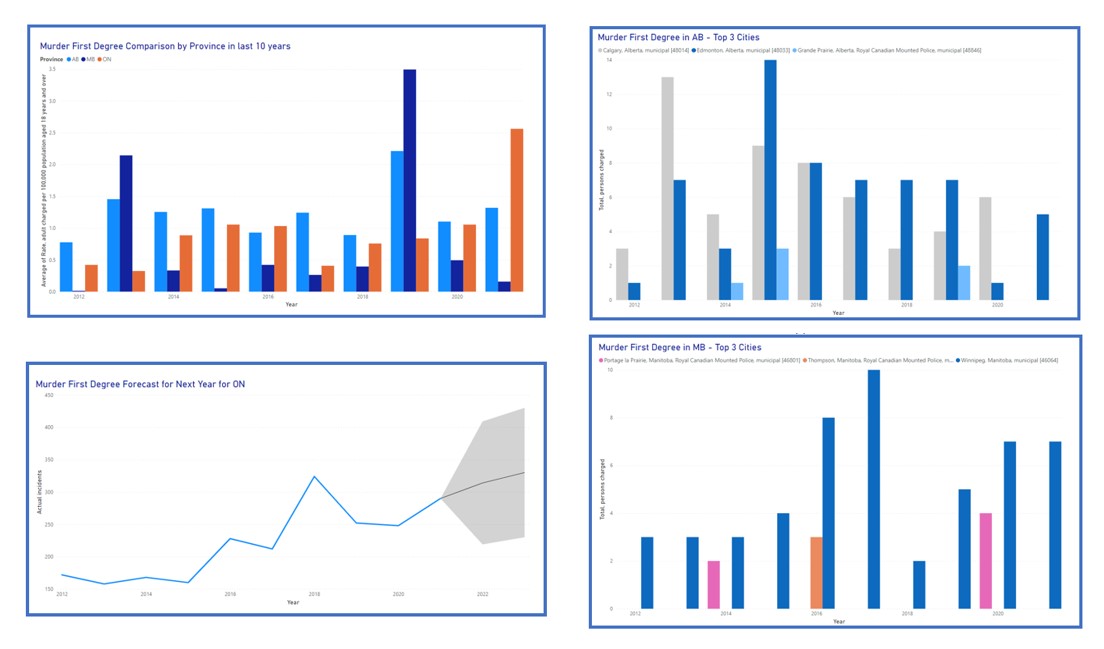 Murder First Degree Comparison by Province in last 10 years
Province AB MB ON
Average of Rate, adult charged per 100,000 population aged 18 years and over
3.5
3.0
2.5
2.0
1.5
1.0
0.5
0.0
2012 2014 2016 2018 2020
Year
Murder First Degree in AB - Top 3 Cities
Calgary, Alberta, municipal [48014] Edmonton, Alberta, municipal [48033] Grande Prairie, Alberta, Royal Canadian Mounted Police, municipal [48846]
Total, persons charged
14
12
10
8
6
4
2
0
2012 2014 2016 2018 2020
Year
Murder First Degree Forecast for Next Year for ON
Actual incidents
450
400
350
300
250
200
150
2012 2014 2016 2018 2020 2022
Year
Murder First Degree in MB - Top 3 Cities
Portage la Prairie, Manitoba, Royal Canadian Mounted Police, municipal [46801] Thompson, Manitoba, Royal Canadian Mounted Police, m... Winnipeg, Manitoba, municipal [46064]
Total, persons charged
10
8
6
4
2
0
2012 2014 2016 2018 2020
Year